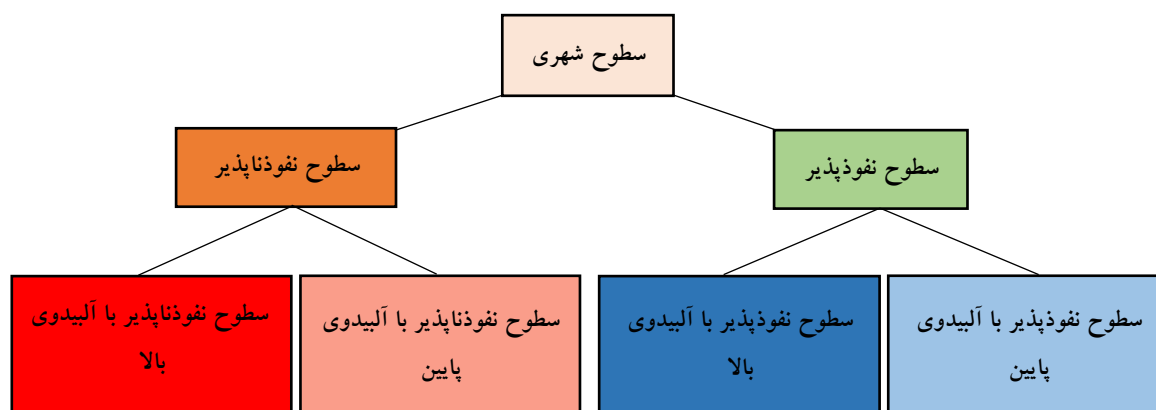 سطوح شهری
سطوح نفوذپذیر
سطوح نفوذناپذیر
سطوح نفوذپذیر با آلبیدوی
پایین
سطوح نفوذپذیر با آلبیدوی
بالا
سطوح نفوذناپذیر با آلبیدوی
پایین
سطوح نفوذناپذیر با آلبیدوی
بالا